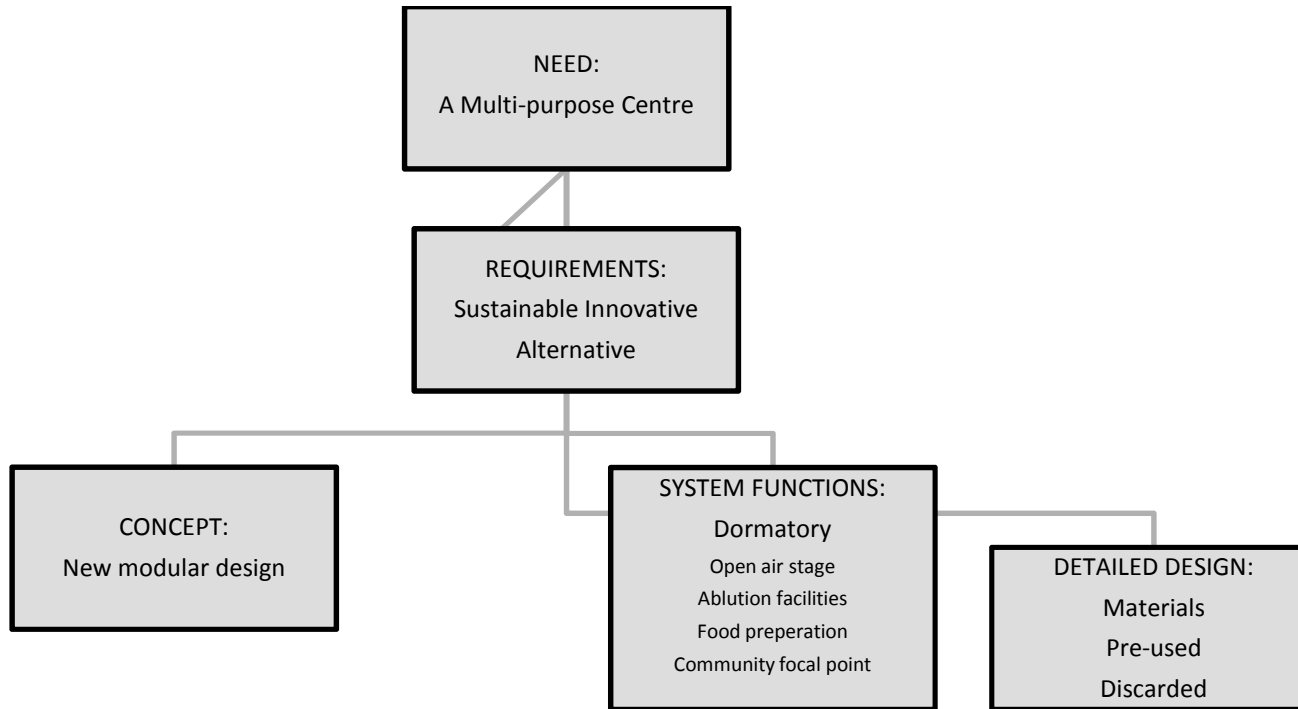 NEED:
A Multi-purpose Centre
REQUIREMENTS:
Sustainable Innovative
Alternative
CONCEPT:
New modular design
SYSTEM FUNCTIONS:
Dormatory
Open air stage
Ablution facilities
Food preperation
Community focal point
DETAILED DESIGN:
Materials
Pre-used
Discarded